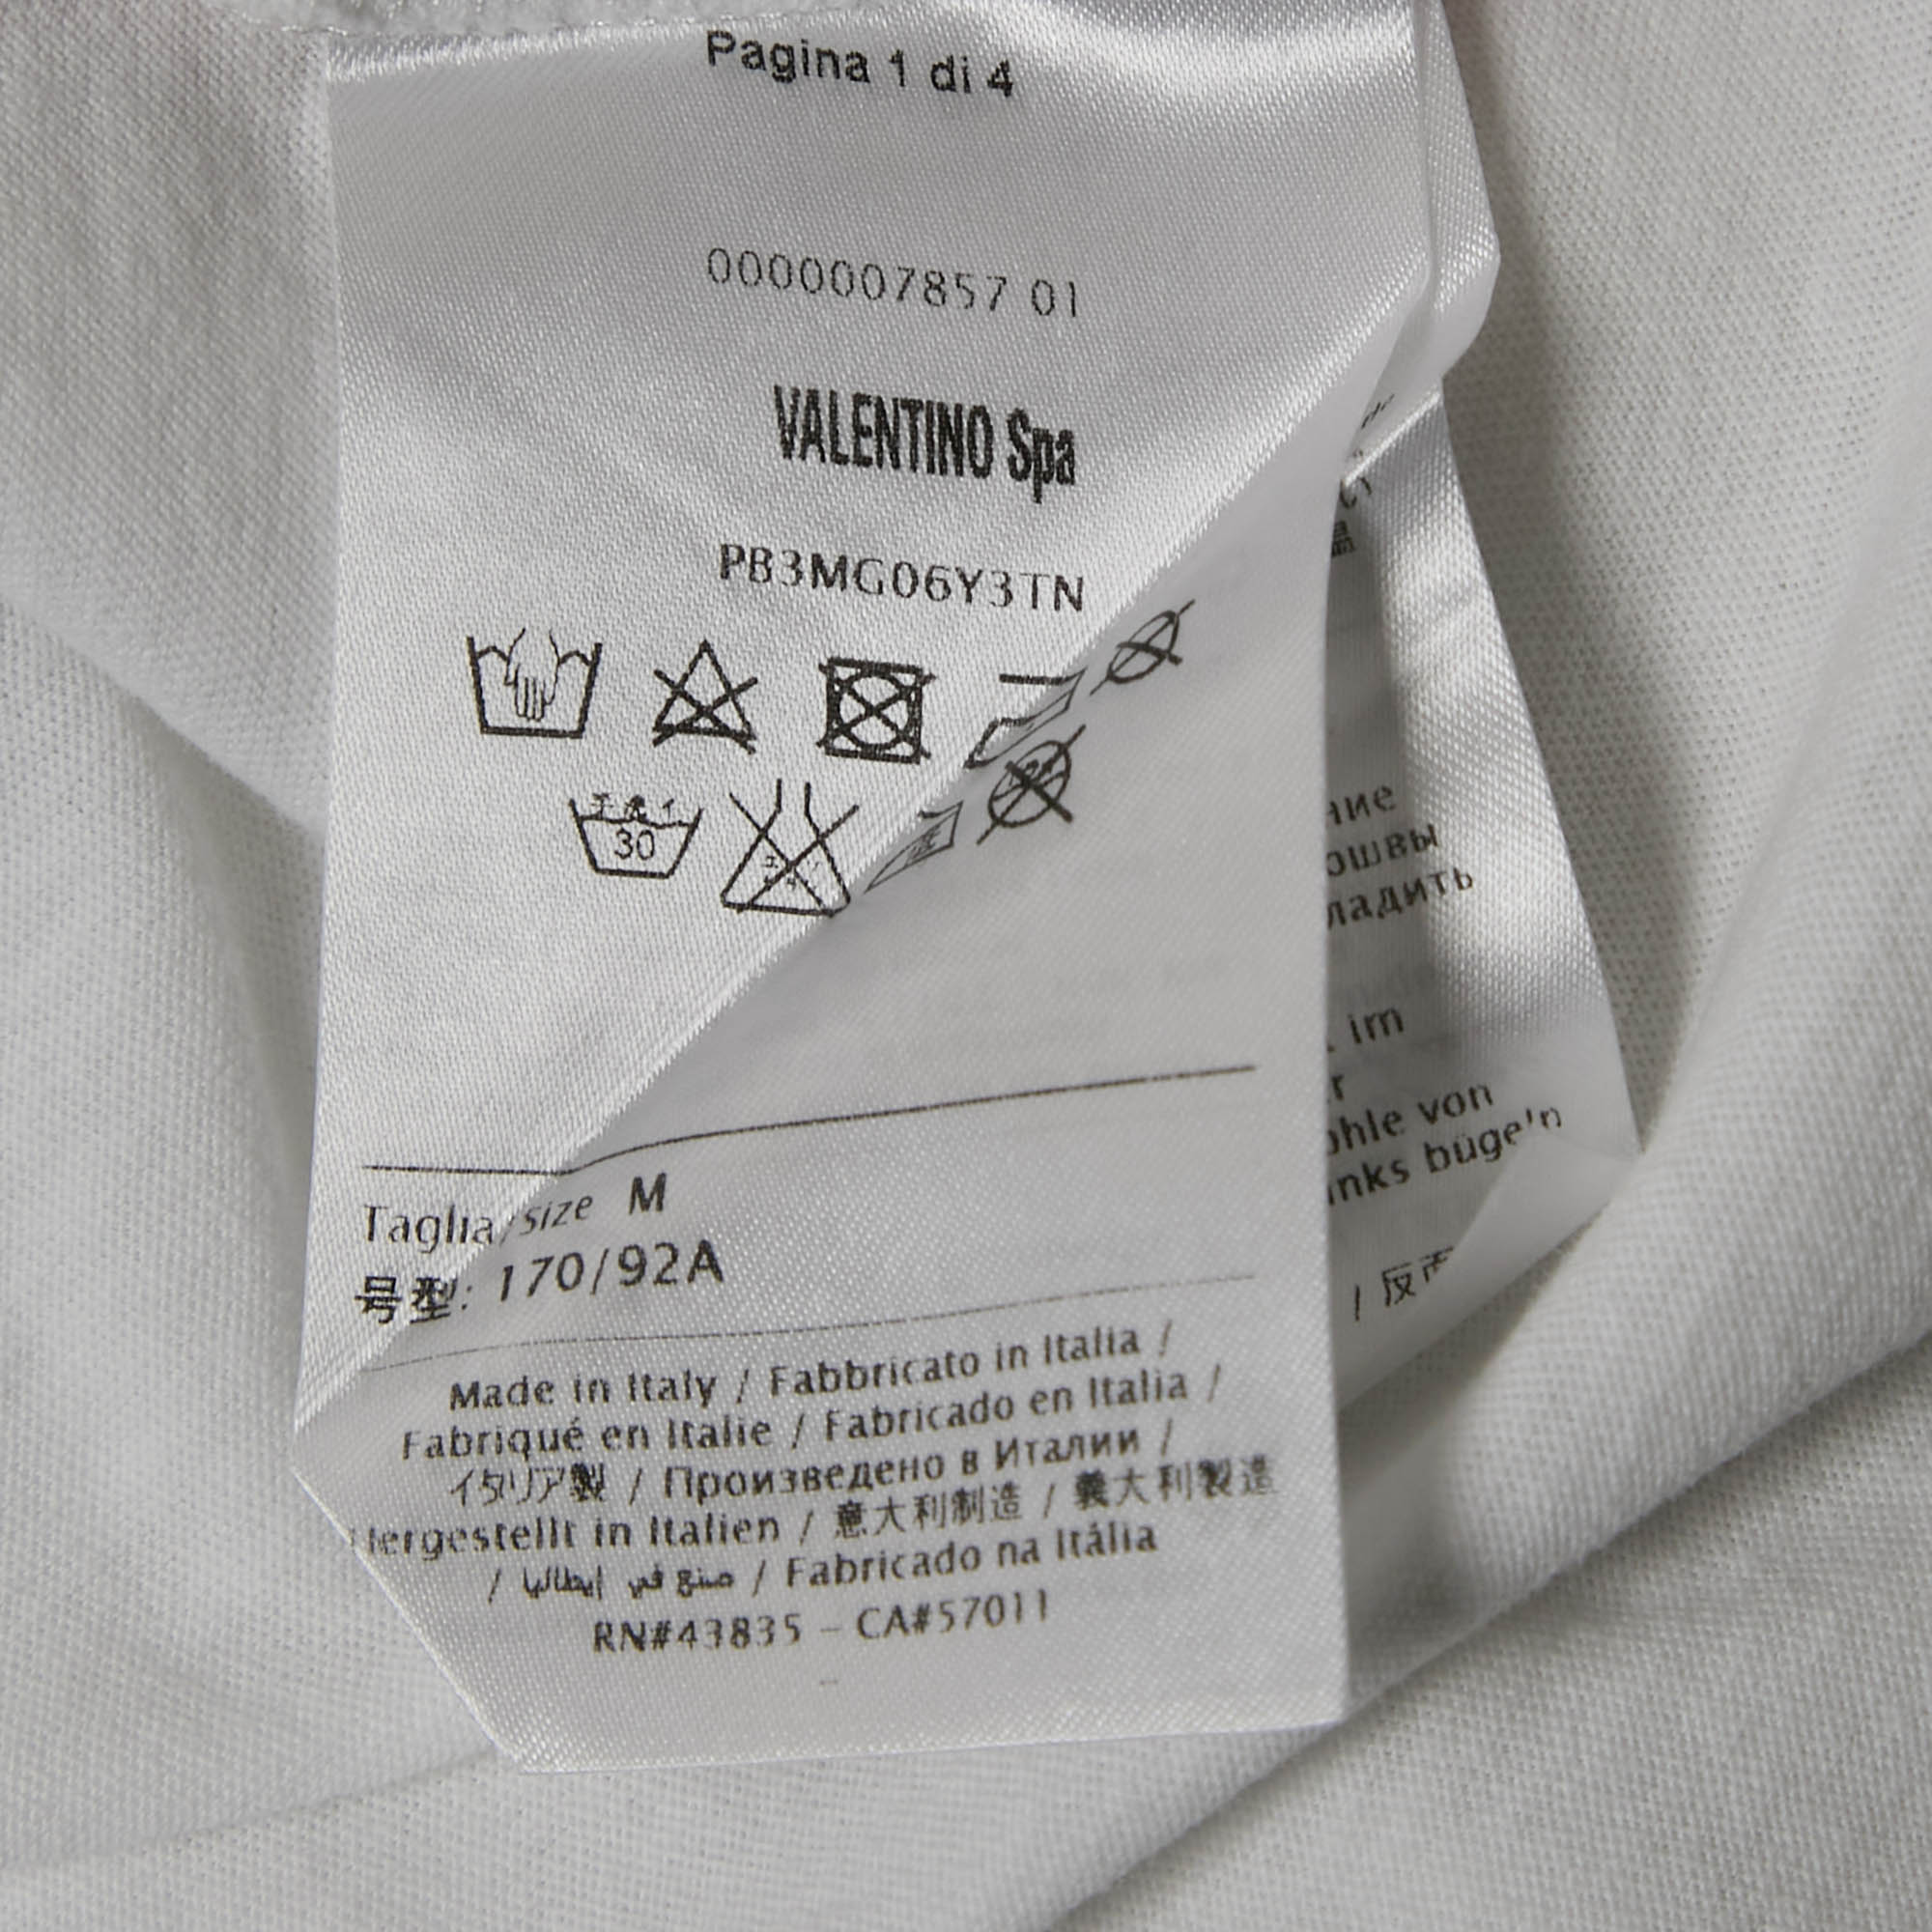 Pagina 1 di 4
0000007857 01
VALENTINO Spa
PB3MG06Y3TN
30
Taglia/Size M
号型: 170/92A
Made in Italy / Fabbricato in Italia /
Fabriqué en Italie / Fabricado en Italia /
イタリア製 / Произведено в Италии /
Hergestellt in Italien / 意大利制造 / 義大利製造
/ صنع في إيطاليا / Fabricado na Itália
RN#43835 – CA#57011
ние
ошвы
ладить
im
r
ohle von
inks büge'n
/ 反面